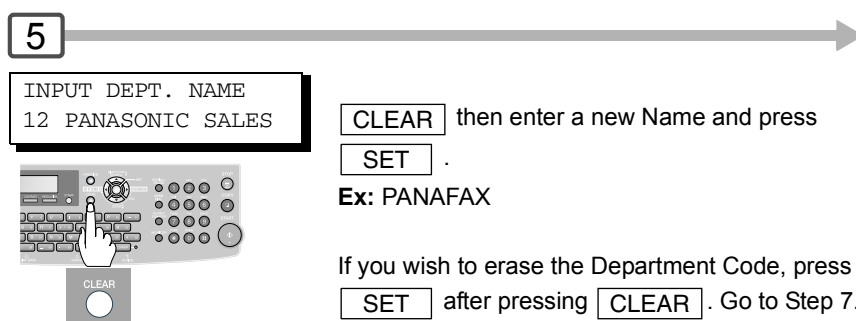 5
INPUT DEPT. NAME
12 PANASONIC SALES
CLEAR then enter a new Name and press
SET .
Ex: PANAFAX
If you wish to erase the Department Code, press
SET after pressing CLEAR . Go to Step 7.
CLEAR